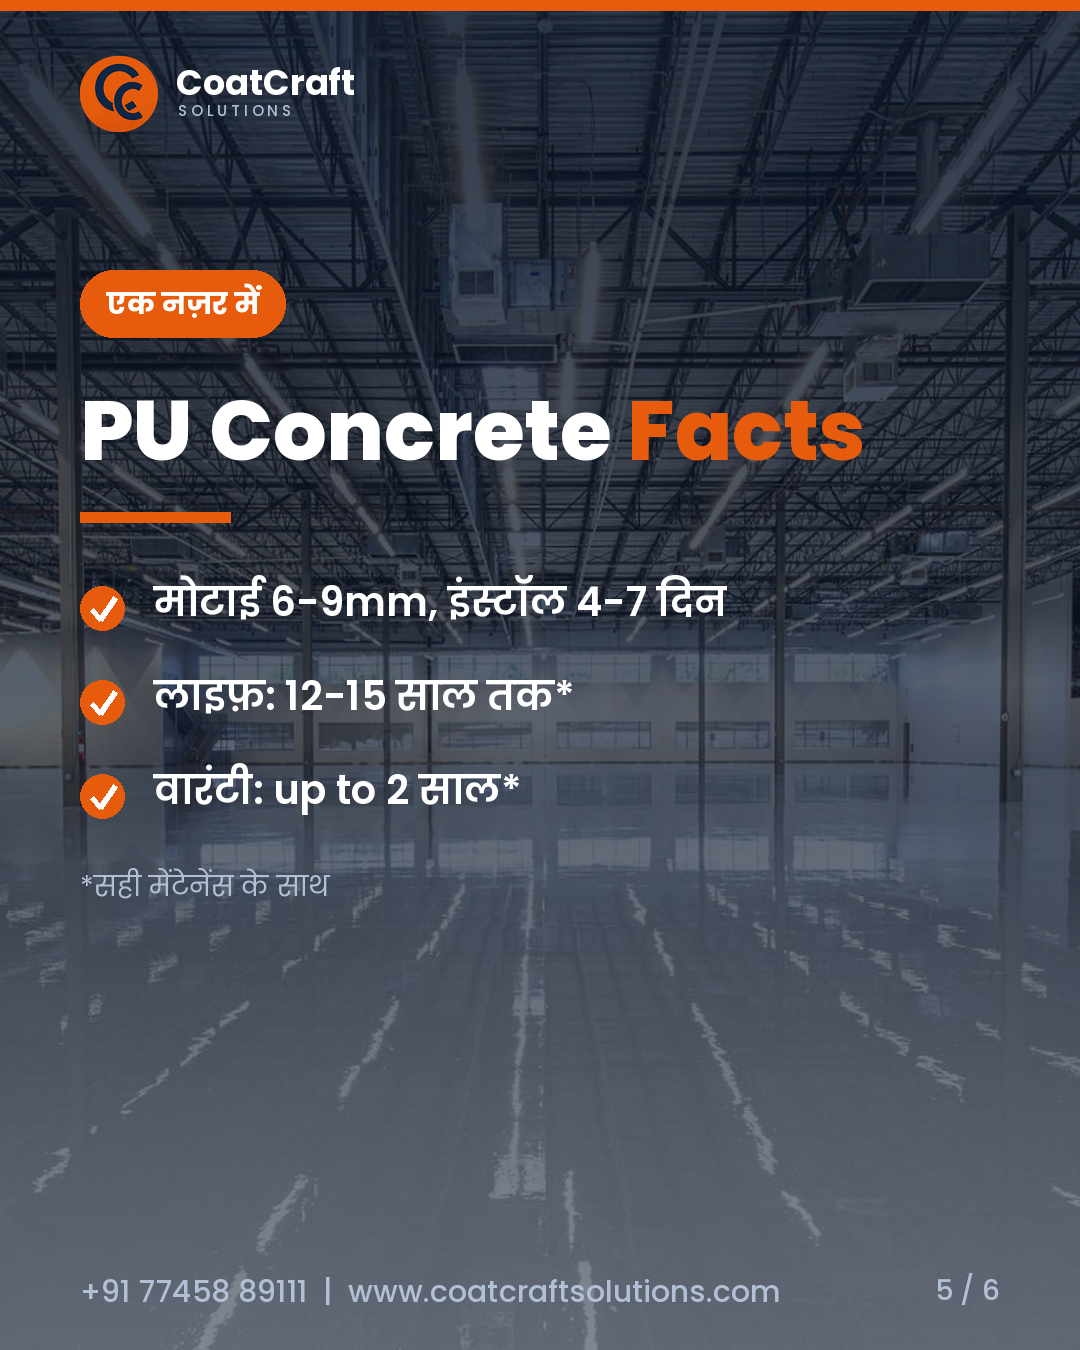 CoatCraft
SOLUTIONS
एक नज़र में
PU Concrete Facts
मोटाई 6-9mm, इंस्टॉल 4-7 दिन
लाइफ़: 12-15 साल तक*
वारंटी: up to 2 साल*
*सही मेंटेनेंस के साथ
+91 77458 89111 | www.coatcraftsolutions.com
5 / 6